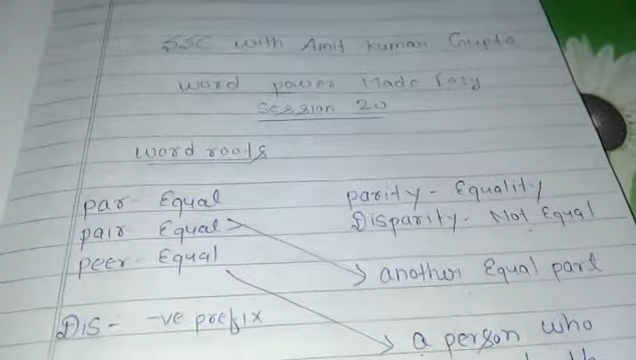 SSC with Amit Kumar Gupta
word power Made Easy
Session 20
word roots
par - Equal
parity - Equality
pair Equal
Disparity - Not Equal
peer - Equal
another Equal part
DIS - -ve prefix
a person who